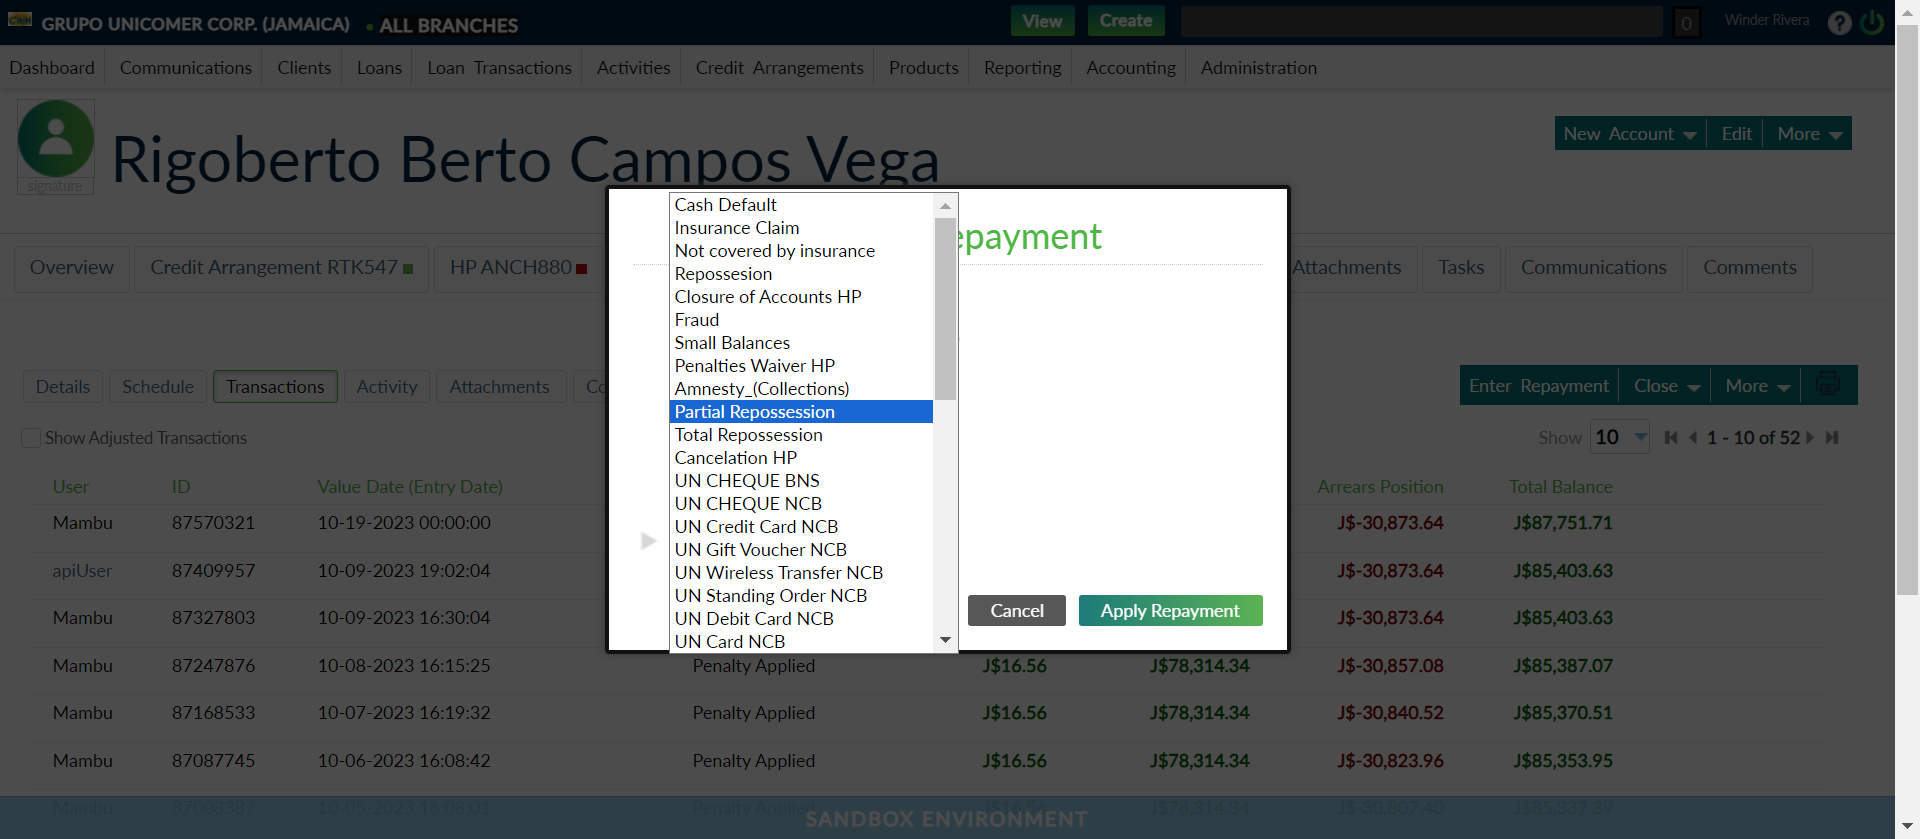 GRUPO UNICOMER CORP. (JAMAICA) ALL BRANCHES View Create 0 Winder Rivera ?
Dashboard Communications Clients Loans Loan Transactions Activities Credit Arrangements Products Reporting Accounting Administration
Rigoberto Berto Campos Vega
signature
New Account Edit More
Overview Credit Arrangement RTK547 HP ANCH880 Attachments Tasks Communications Comments
epayment
Cash Default
Insurance Claim
Not covered by insurance
Repossesion
Closure of Accounts HP
Fraud
Small Balances
Penalties Waiver HP
Amnesty_(Collections)
Partial Repossession
Total Repossession
Cancelation HP
UN CHEQUE BNS
UN CHEQUE NCB
UN Credit Card NCB
UN Gift Voucher NCB
UN Wireless Transfer NCB
UN Standing Order NCB
UN Debit Card NCB
UN Card NCB
Cancel Apply Repayment
Details Schedule Transactions Activity Attachments Co
Enter Repayment Close More
Show Adjusted Transactions
Show 10 1 - 10 of 52
User ID Value Date (Entry Date) Arrears Position Total Balance
Mambu 87570321 10-19-2023 00:00:00 J$-30,873.64 J$87,751.71
apiUser 87409957 10-09-2023 19:02:04 J$-30,873.64 J$85,403.63
Mambu 87327803 10-09-2023 16:30:04 J$-30,873.64 J$85,403.63
Mambu 87247876 10-08-2023 16:15:25 Penalty Applied J$16.56 J$78,314.34 J$-30,857.08 J$85,387.07
Mambu 87168533 10-07-2023 16:19:32 Penalty Applied J$16.56 J$78,314.34 J$-30,840.52 J$85,370.51
Mambu 87087745 10-06-2023 16:08:42 Penalty Applied J$16.56 J$78,314.34 J$-30,823.96 J$85,353.95
Mambu 87008387 10-05-2023 16:08:01 Penalty Applied J$16.56 J$78,314.34 J$-30,807.40 J$85,337.39
SANDBOX ENVIRONMENT